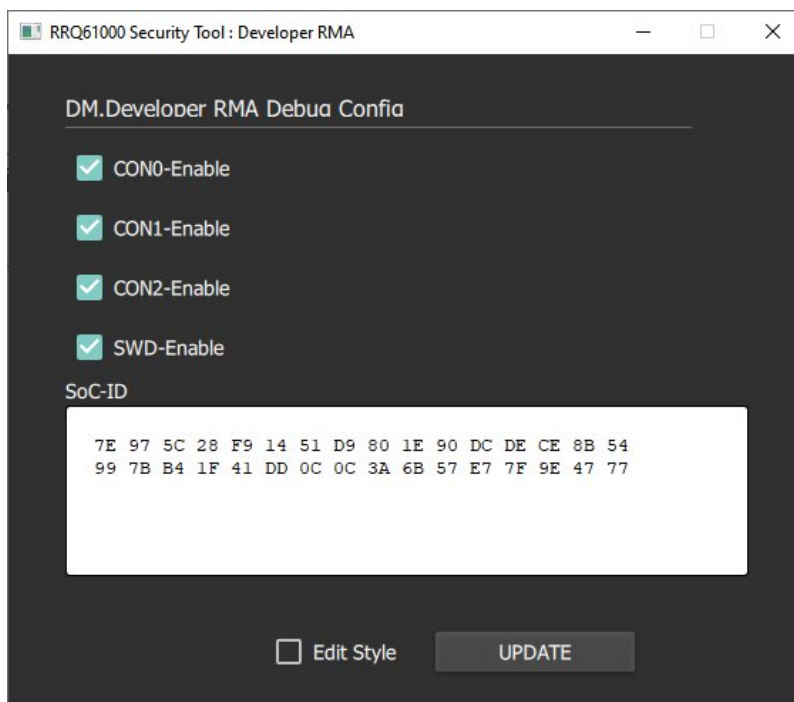 RRQ61000 Security Tool : Developer RMA
DM.Developer RMA Debug Config
CON0-Enable
CON1-Enable
CON2-Enable
SWD-Enable
SoC-ID
7E 97 5C 28 F9 14 51 D9 80 1E 90 DC DE CE 8B 54
99 7B B4 1F 41 DD 0C 0C 3A 6B 57 E7 7F 9E 47 77
Edit Style
UPDATE